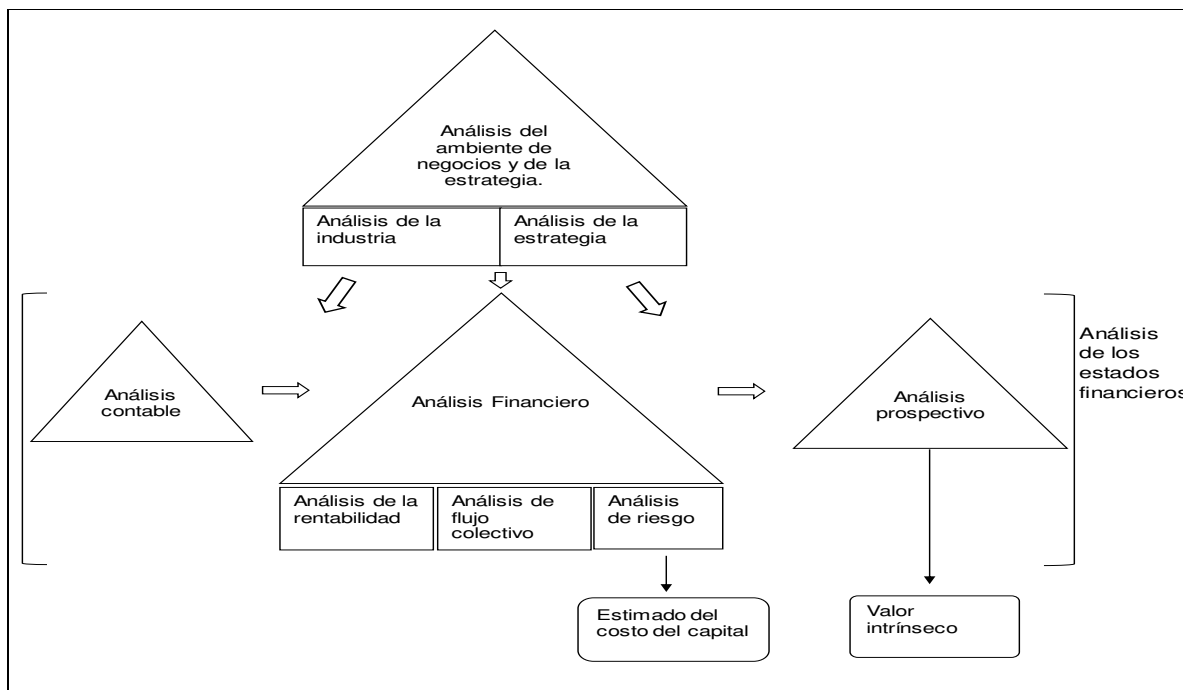 Análisis del
ambiente de
negocios y de la
estrategia.
Análisis de la
industria
Análisis de la
estrategia
Análisis
contable
Análisis Financiero
Análisis
prospectivo
Análisis
de los
estados
financieros
Análisis de la
rentabilidad
Análisis de
flujo
colectivo
Análisis
de riesgo
Estimado del
costo del capital
Valor
intrínseco